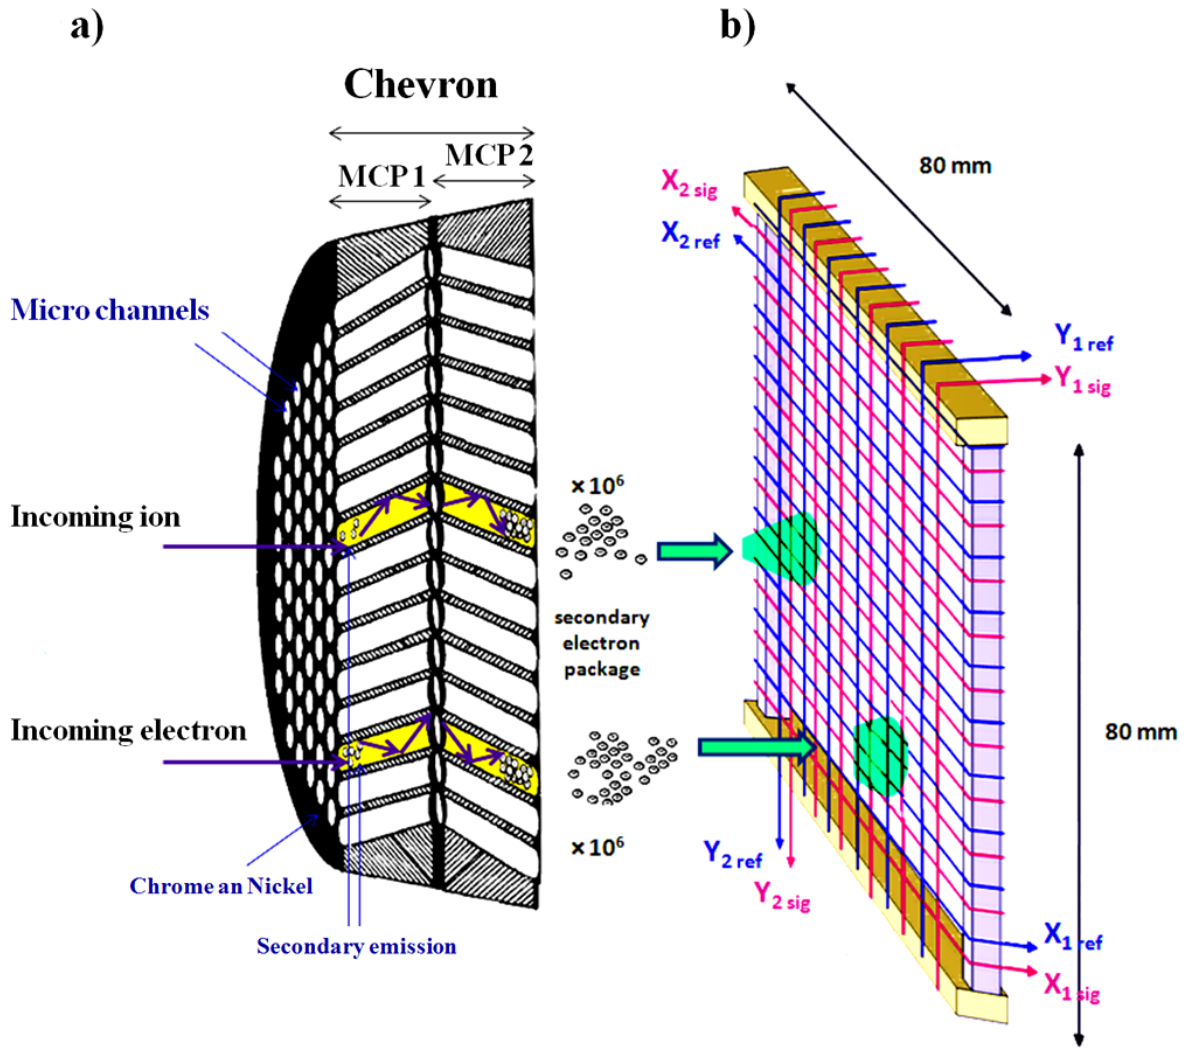 a)
b)
Chevron
MCP 1
MCP 2
Micro channels
Incoming ion
Incoming electron
Chrome an Nickel
Secondary emission
× 10⁶
secondary
electron
package
× 10⁶
80 mm
X₂ sig
X₂ ref
Y₁ ref
Y₁ sig
80 mm
Y₂ ref
Y₂ sig
X₁ ref
X₁ sig